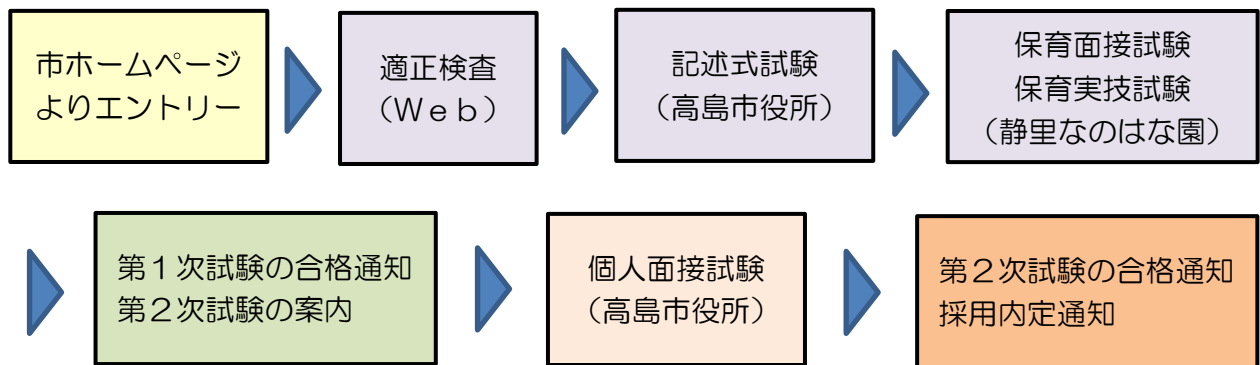 市ホームページ
よりエントリー
適正検査
（Ｗｅｂ）
記述式試験
（高島市役所）
保育面接試験
保育実技試験
（静里なのはな園）
第１次試験の合格通知
第２次試験の案内
個人面接試験
（高島市役所）
第２次試験の合格通知
採用内定通知